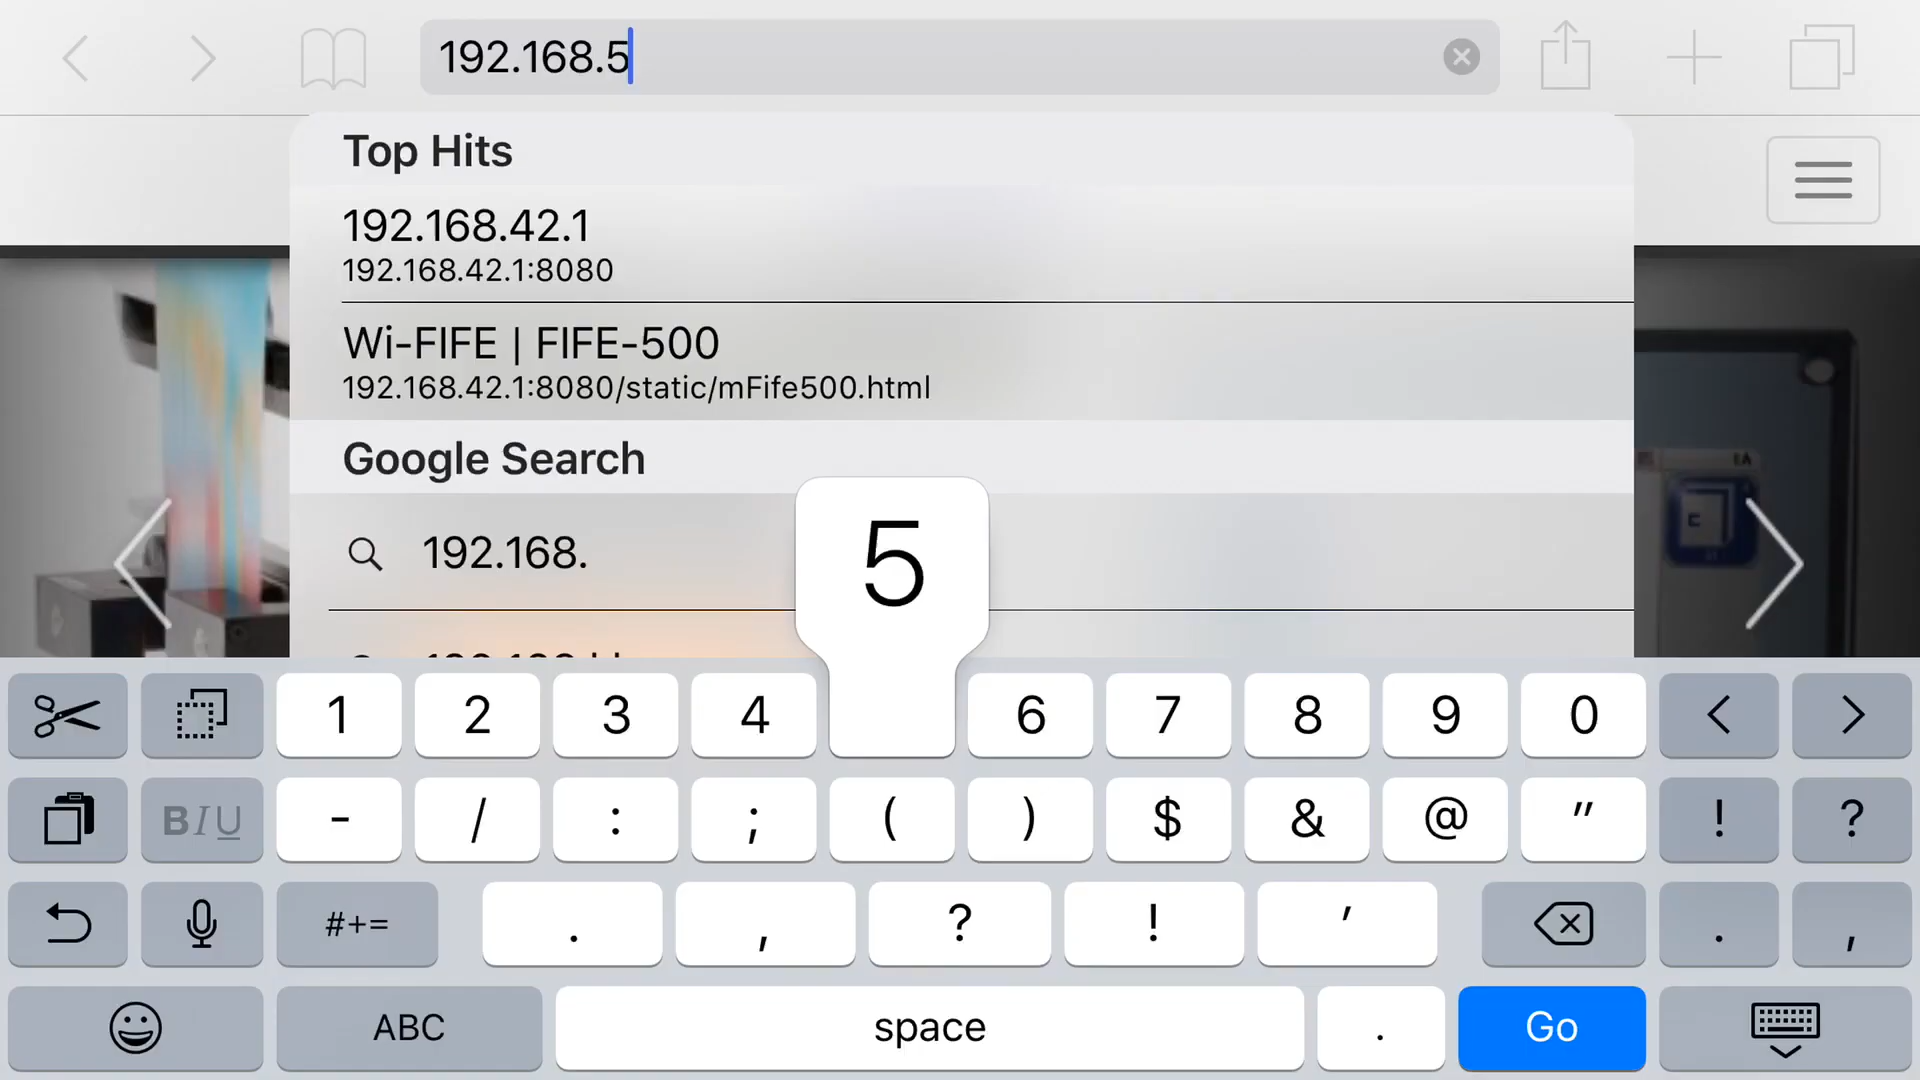 192.168.5
Top Hits
192.168.42.1
192.168.42.1:8080
Wi-FIFE | FIFE-500
192.168.42.1:8080/static/mFife500.html
Google Search
192.168.
5
1 2 3 4 6 7 8 9 0 < >
BIU - / : ; ( ) $ & @ " ! ?
#+= . , ? ! ' . ,
ABC space . Go